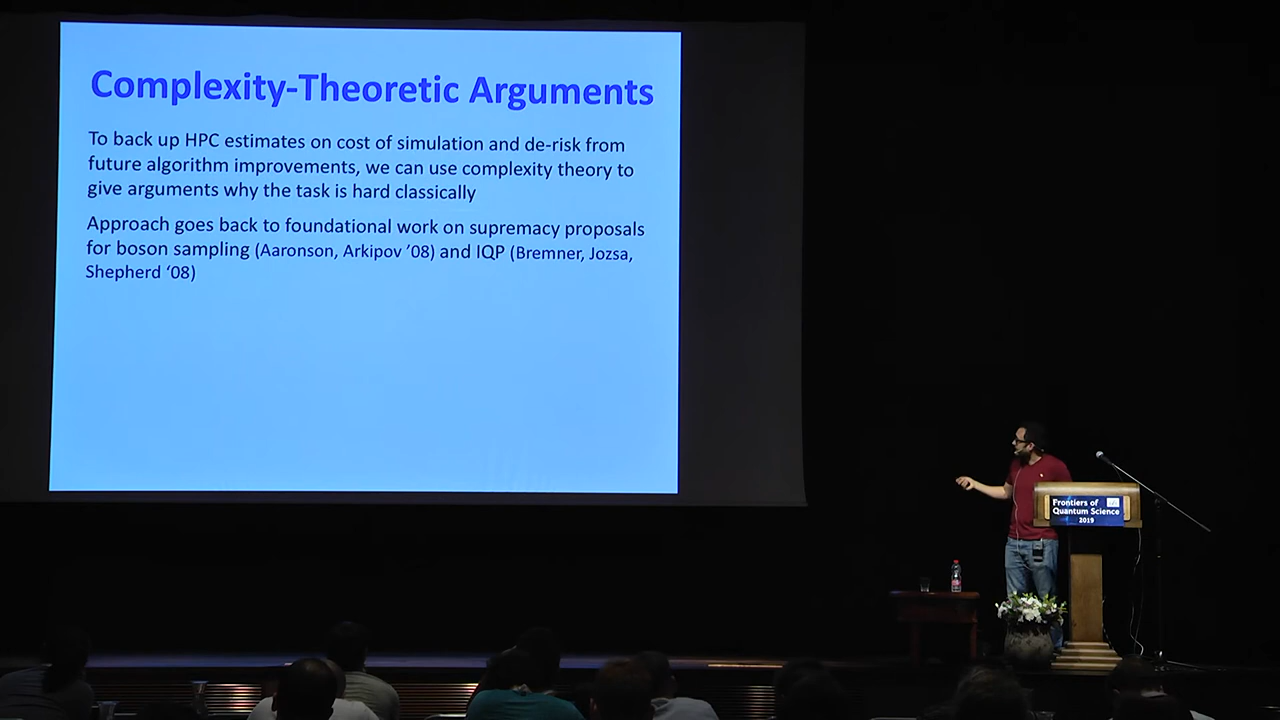 Complexity-Theoretic Arguments
To back up HPC estimates on cost of simulation and de-risk from
future algorithm improvements, we can use complexity theory to
give arguments why the task is hard classically
Approach goes back to foundational work on supremacy proposals
for boson sampling (Aaronson, Arkipov ’08) and IQP (Bremner, Jozsa,
Shepherd ‘08)
Frontiers of
Quantum Science
2019